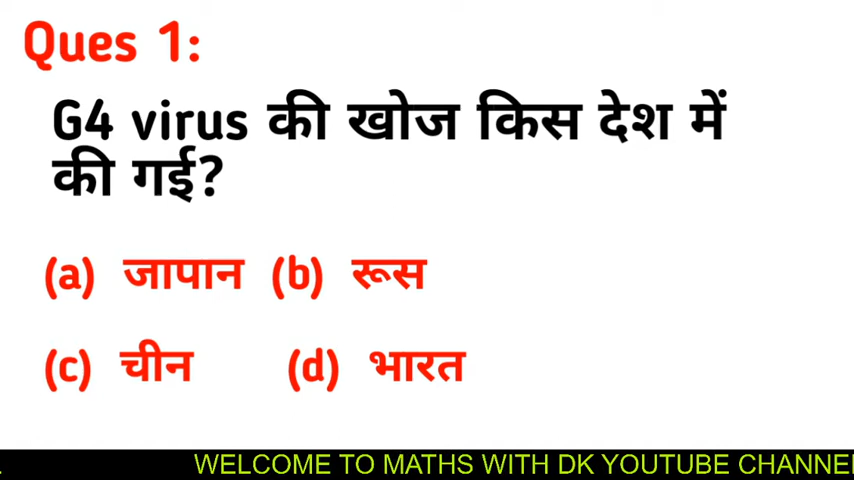 Ques 1:
G4 virus की खोज किस देश में
की गई?
(a) जापान (b) रूस
(c) चीन (d) भारत
WELCOME TO MATHS WITH DK YOUTUBE CHANNEL